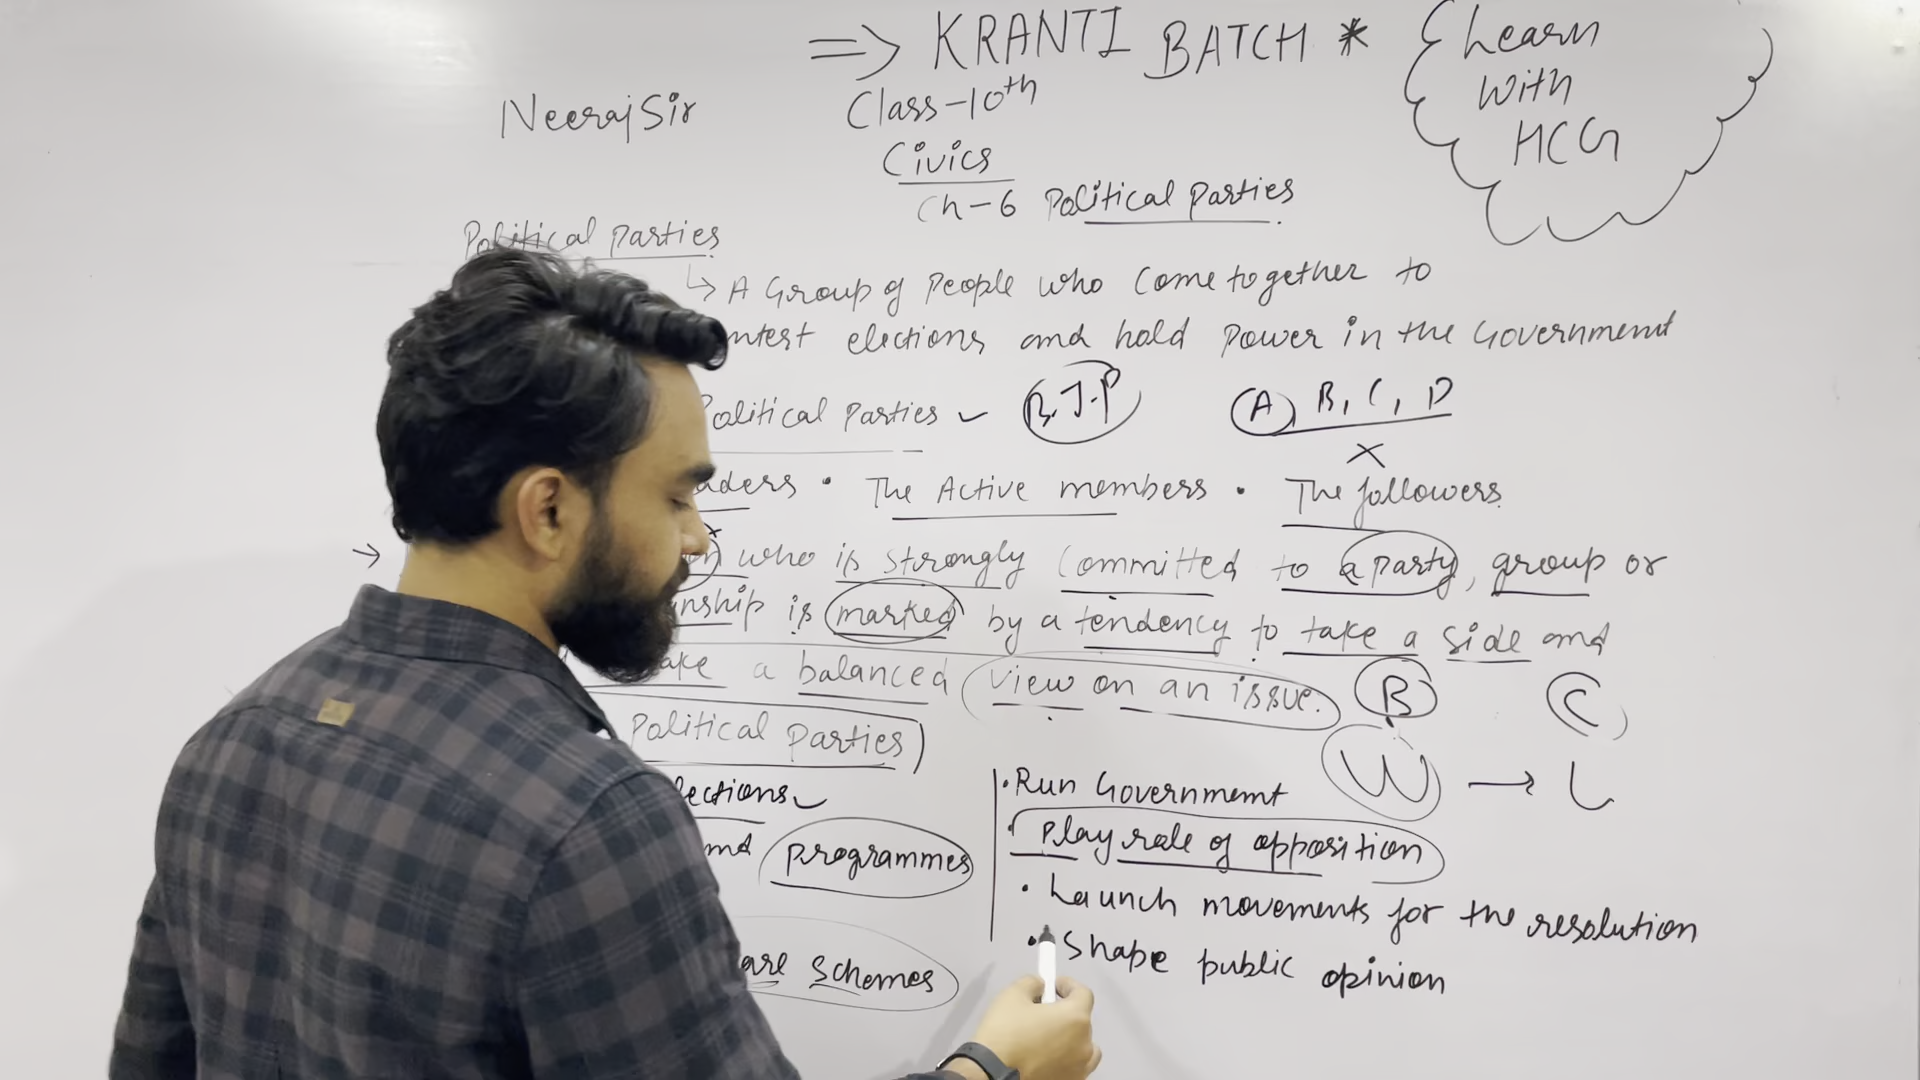 => KRANTI BATCH *
Learn
with
HCG
NeerajSir
Class-10th
Civics
Ch-6 Political Parties
Political parties
↳ A Group of People who Come together to
ntest elections and hold Power in the Government
Political Parties ✓ B.J.P A B, C, D
X
aders • The Active members • The followers
→ who is strongly Committed to a party, group or
nship is marked by a tendency to take a side and
ake a balanced view on an issue. B C
Political Parties)
W → L
lections ✓
nd programmes
are schemes
• Run Government
• Play role of opposition
• Launch movements for the resolution
• Shape public opinion